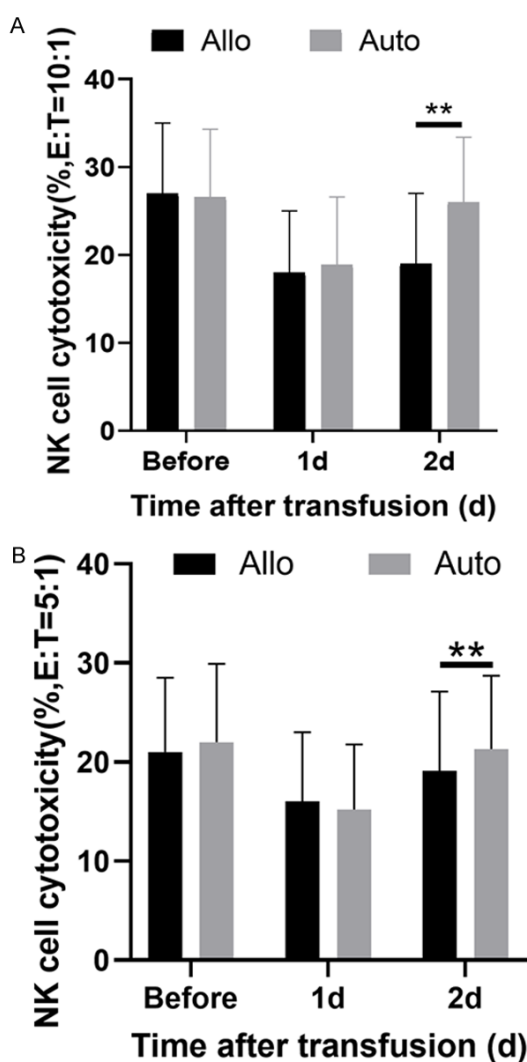 A
Allo Auto
NK cell cytotoxicity(%,E:T=10:1)
40
30
20
10
0
**
Before 1d 2d
Time after transfusion (d)
B
Allo Auto
NK cell cytotoxicity(%,E:T=5:1)
40
30
20
10
0
**
Before 1d 2d
Time after transfusion (d)